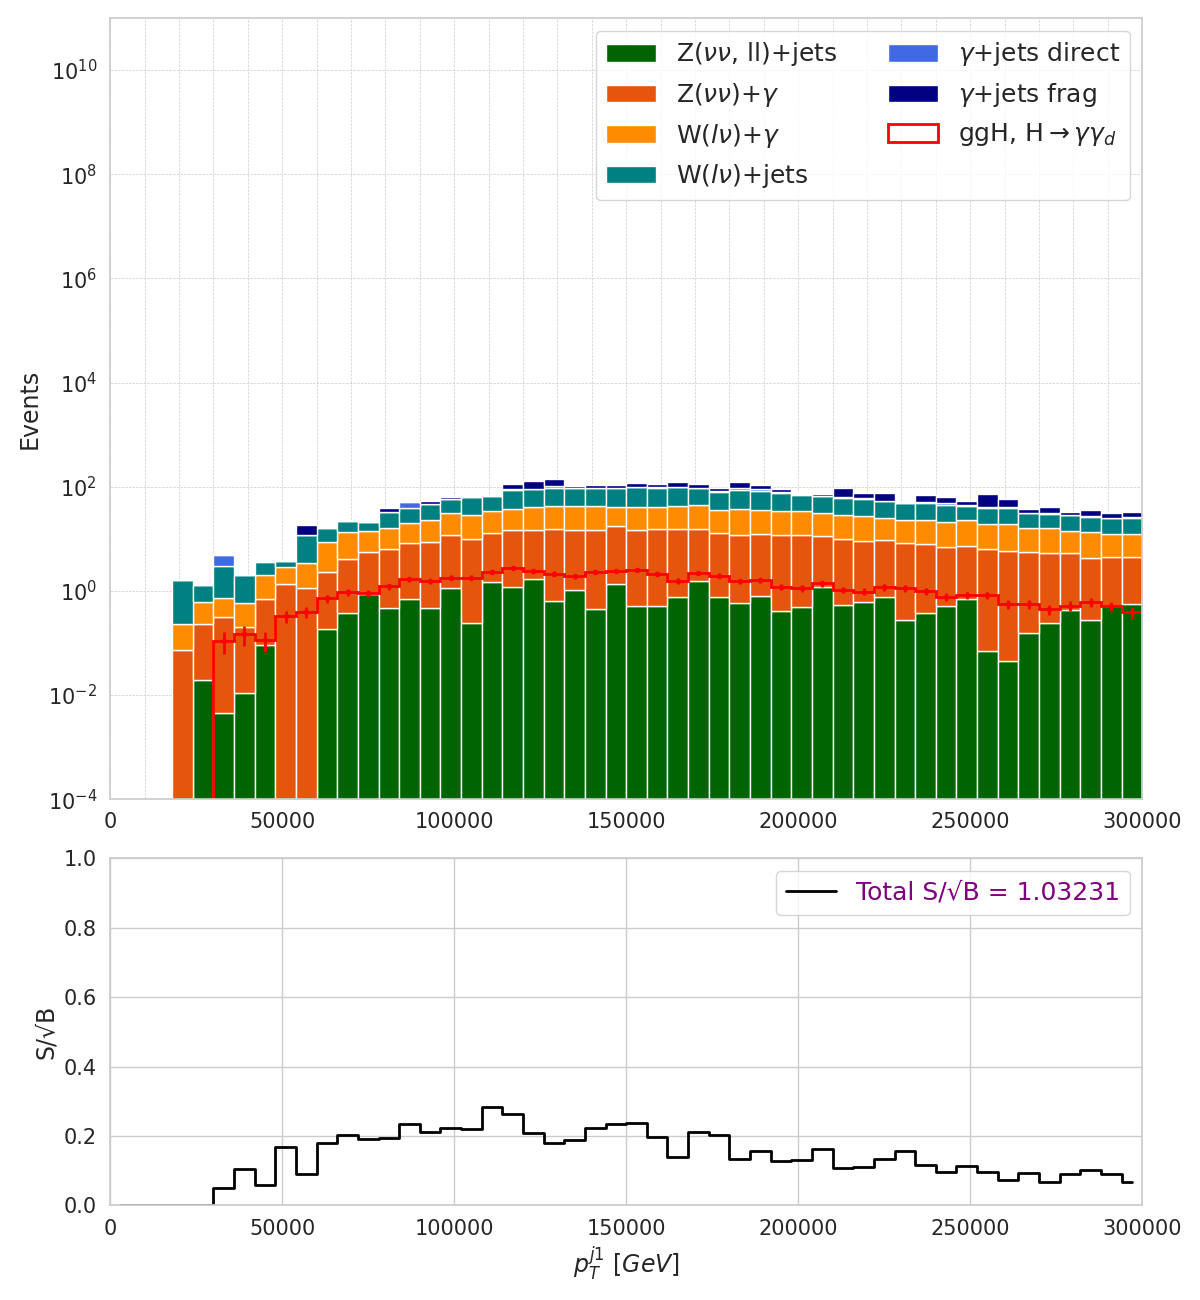 Z(νν, ll)+jets
Z(νν)+γ
W(lν)+γ
W(lν)+jets
γ+jets direct
γ+jets frag
ggH, H→γγ_d
Events
10^10
10^8
10^6
10^4
10^2
10^0
10^−2
10^−4
0 50000 100000 150000 200000 250000 300000
Total S/√B = 1.03231
S/√B
1.0
0.8
0.6
0.4
0.2
0.0
0 50000 100000 150000 200000 250000 300000
p_T^j1 [GeV]